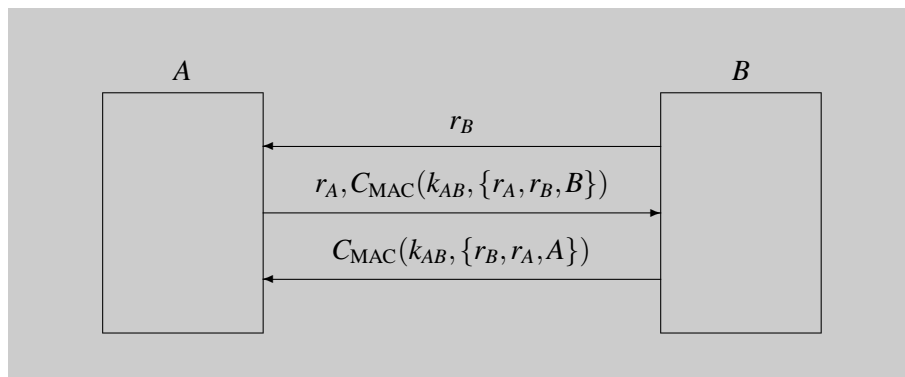 A B
r_B
r_A, C_MAC(k_AB, {r_A, r_B, B})
C_MAC(k_AB, {r_B, r_A, A})